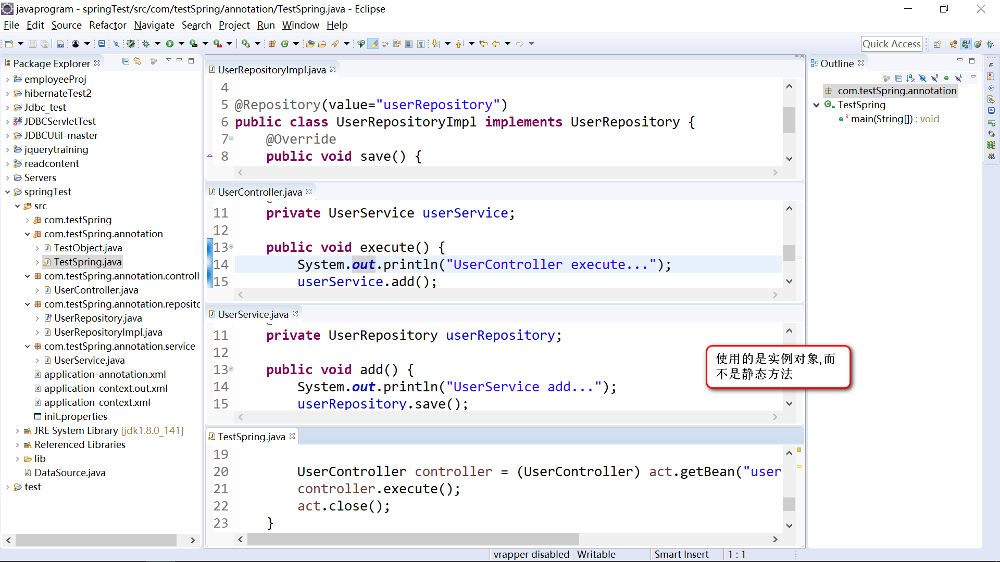 javaprogram - springTest/src/com/testSpring/annotation/TestSpring.java - Eclipse
File Edit Source Refactor Navigate Search Project Run Window Help
Quick Access
Package Explorer
employeeProj
hibernateTest2
Jdbc_test
JDBCServletTest
JDBCUtil-master
jquerytraining
readcontent
Servers
springTest
src
com.testSpring
com.testSpring.annotation
TestObject.java
TestSpring.java
com.testSpring.annotation.controll
UserController.java
com.testSpring.annotation.reposito
UserRepository.java
UserRepositoryImpl.java
com.testSpring.annotation.service
UserService.java
application-annotation.xml
application-context.out.xml
application-context.xml
init.properties
JRE System Library [jdk1.8.0_141]
Referenced Libraries
lib
DataSource.java
test
UserRepositoryImpl.java
4
5 @Repository(value="userRepository")
6 public class UserRepositoryImpl implements UserRepository {
7 @Override
8 public void save() {
UserController.java
11 private UserService userService;
12
13 public void execute() {
14 System.out.println("UserController execute...");
15 userService.add();
UserService.java
11 private UserRepository userRepository;
12
13 public void add() {
14 System.out.println("UserService add...");
15 userRepository.save();
使用的是实例对象,而
不是静态方法
TestSpring.java
19
20 UserController controller = (UserController) act.getBean("user
21 controller.execute();
22 act.close();
23 }
Outline
com.testSpring.annotation
TestSpring
main(String[]) : void
vrapper disabled Writable Smart Insert 1 : 1